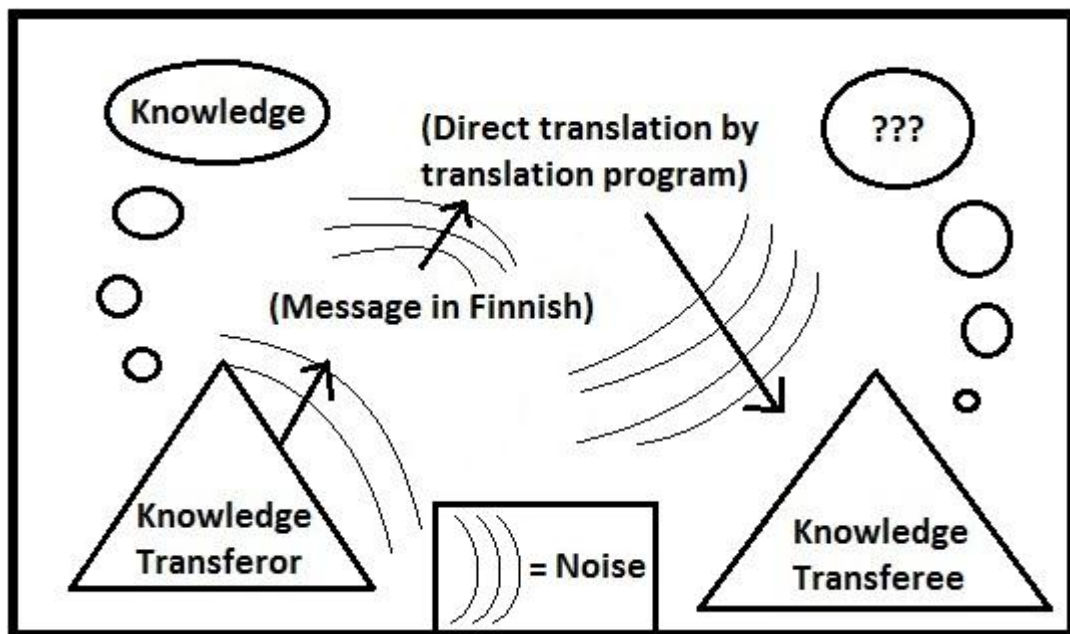 Knowledge
(Direct translation by
translation program)
???
(Message in Finnish)
Knowledge
Transferor
= Noise
Knowledge
Transferee